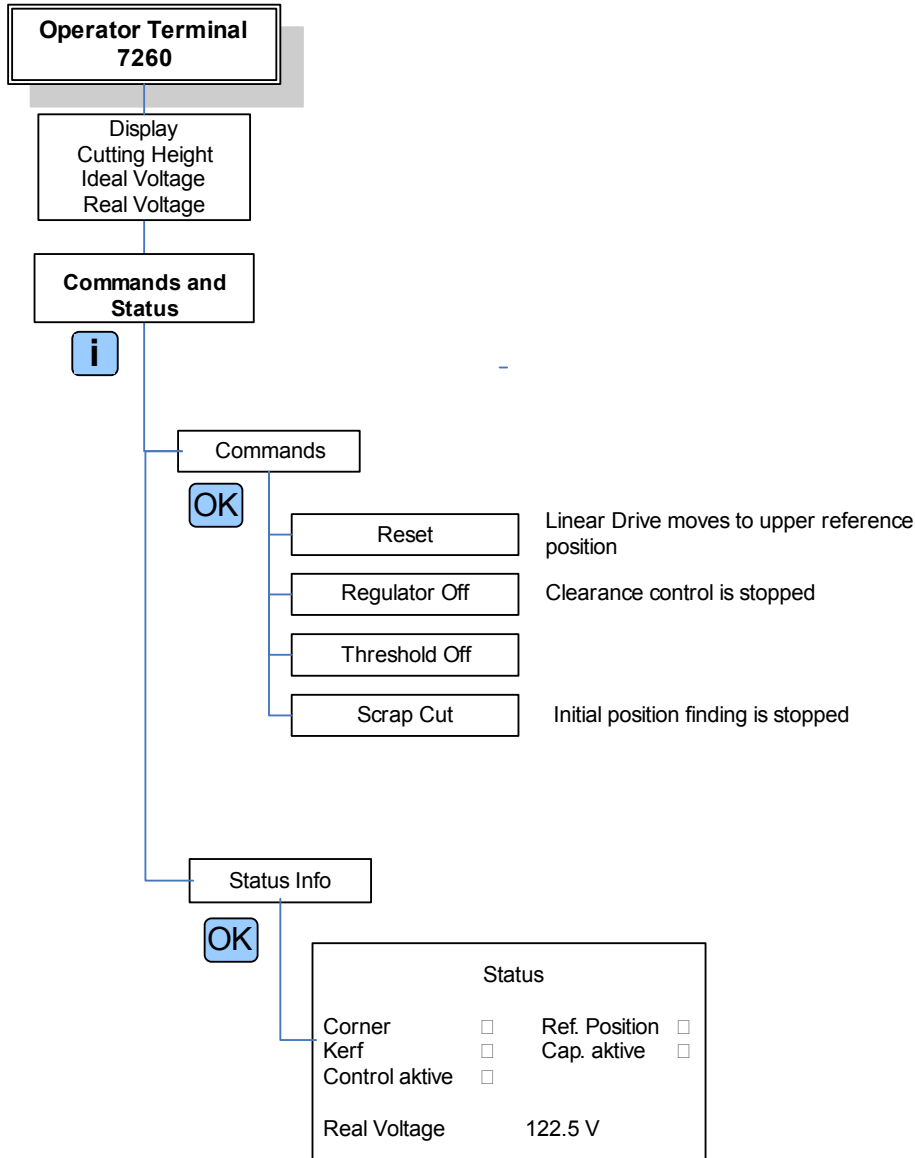 Operator Terminal
7260
Display
Cutting Height
Ideal Voltage
Real Voltage
Commands and
Status
i
Commands
OK
Reset
Linear Drive moves to upper reference
position
Regulator Off
Clearance control is stopped
Threshold Off
Scrap Cut
Initial position finding is stopped
Status Info
OK
Status
Corner □ Ref. Position □
Kerf □ Cap. aktive □
Control aktive □
Real Voltage 122.5 V